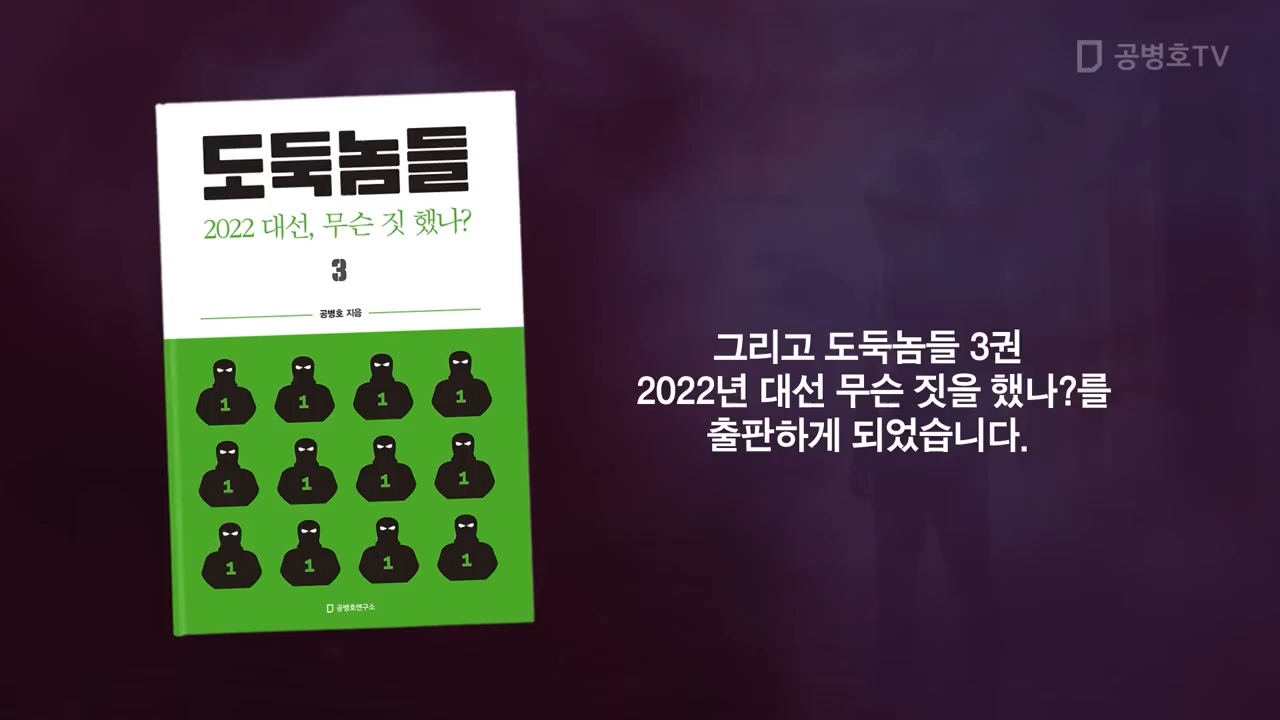 공병호TV
도둑놈들
2022 대선, 무슨 짓 했나?
3
공병호 지음
1 1 1 1
1 1 1 1
1 1 1 1
공병호연구소
그리고 도둑놈들 3권
2022년 대선 무슨 짓을 했나?를
출판하게 되었습니다.